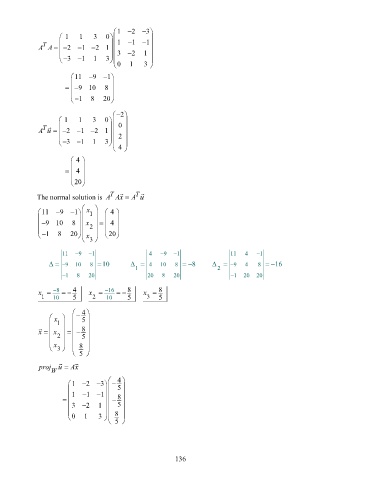 A^T A = ( 1 1 3 0 ; −2 −1 −2 1 ; −3 −1 1 3 ) ( 1 −2 −3 ; 1 −1 −1 ; 3 −2 1 ; 0 1 3 )
= ( 11 −9 −1 ; −9 10 8 ; −1 8 20 )
A^T u⃗ = ( 1 1 3 0 ; −2 −1 −2 1 ; −3 −1 1 3 ) ( −2 ; 0 ; 2 ; 4 )
= ( 4 ; 4 ; 20 )
The normal solution is A^T Ax⃗ = A^T u⃗
( 11 −9 −1 ; −9 10 8 ; −1 8 20 ) ( x₁ ; x₂ ; x₃ ) = ( 4 ; 4 ; 20 )
Δ = | 11 −9 −1 ; −9 10 8 ; −1 8 20 | = 10 Δ₁ = | 4 −9 −1 ; 4 10 8 ; 20 8 20 | = −8 Δ₂ = | 11 4 −1 ; −9 4 8 ; −1 20 20 | = −16
x₁ = −8/10 = −4/5 x₂ = −16/10 = −8/5 x₃ = 8/5
x⃗ = ( x₁ ; x₂ ; x₃ ) = ( −4/5 ; −8/5 ; 8/5 )
proj_W u⃗ = Ax⃗
= ( 1 −2 −3 ; 1 −1 −1 ; 3 −2 1 ; 0 1 3 ) ( −4/5 ; −8/5 ; 8/5 )
136